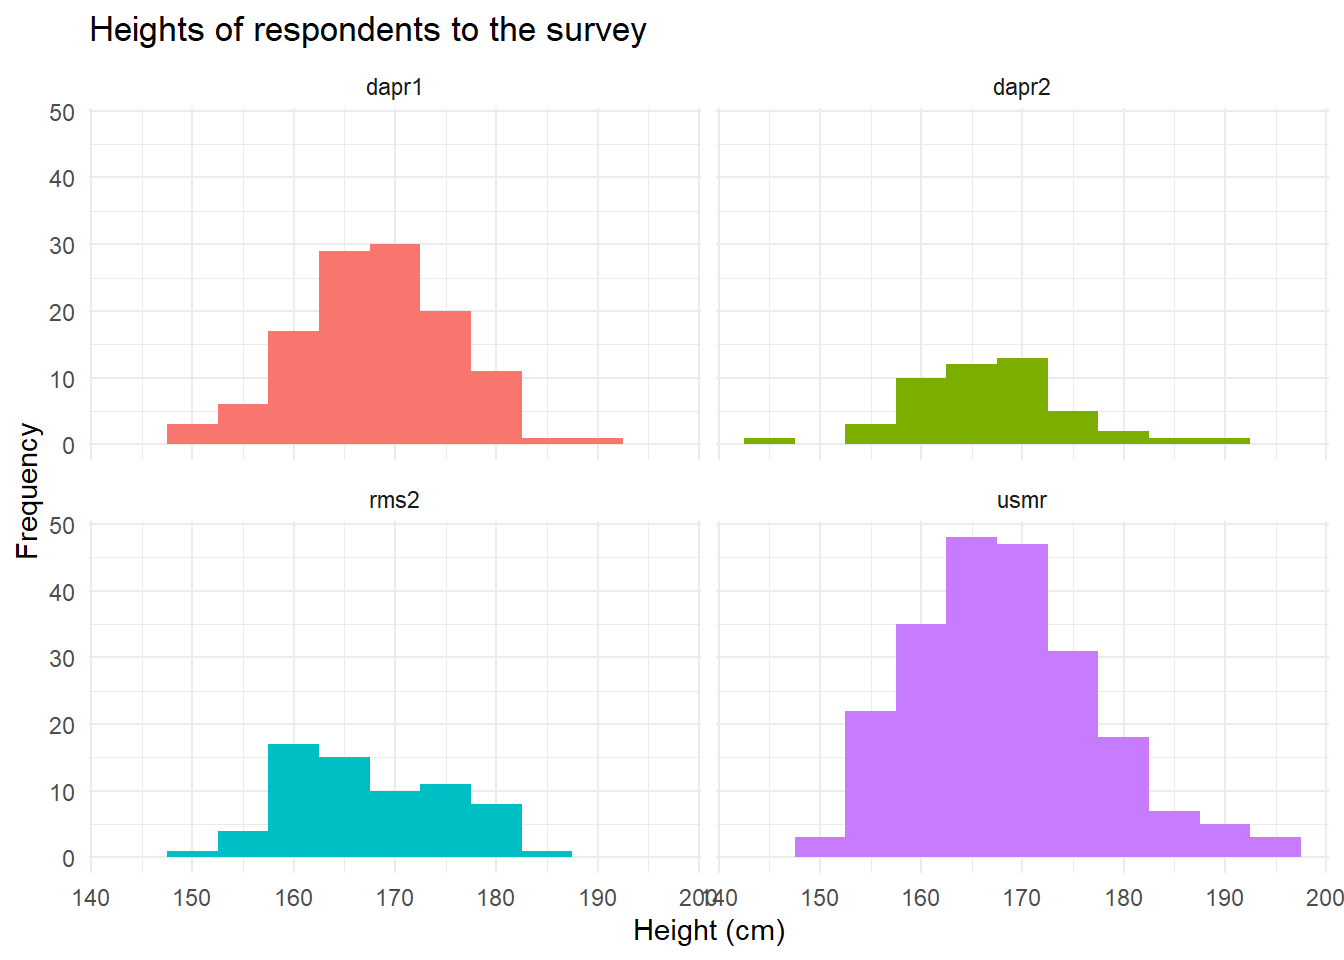 Heights of respondents to the survey
dapr1 dapr2
50
40
30
20
10
0
Frequency
rms2 usmr
50
40
30
20
10
0
140 150 160 170 180 190 200 140 150 160 170 180 190 200
Height (cm)